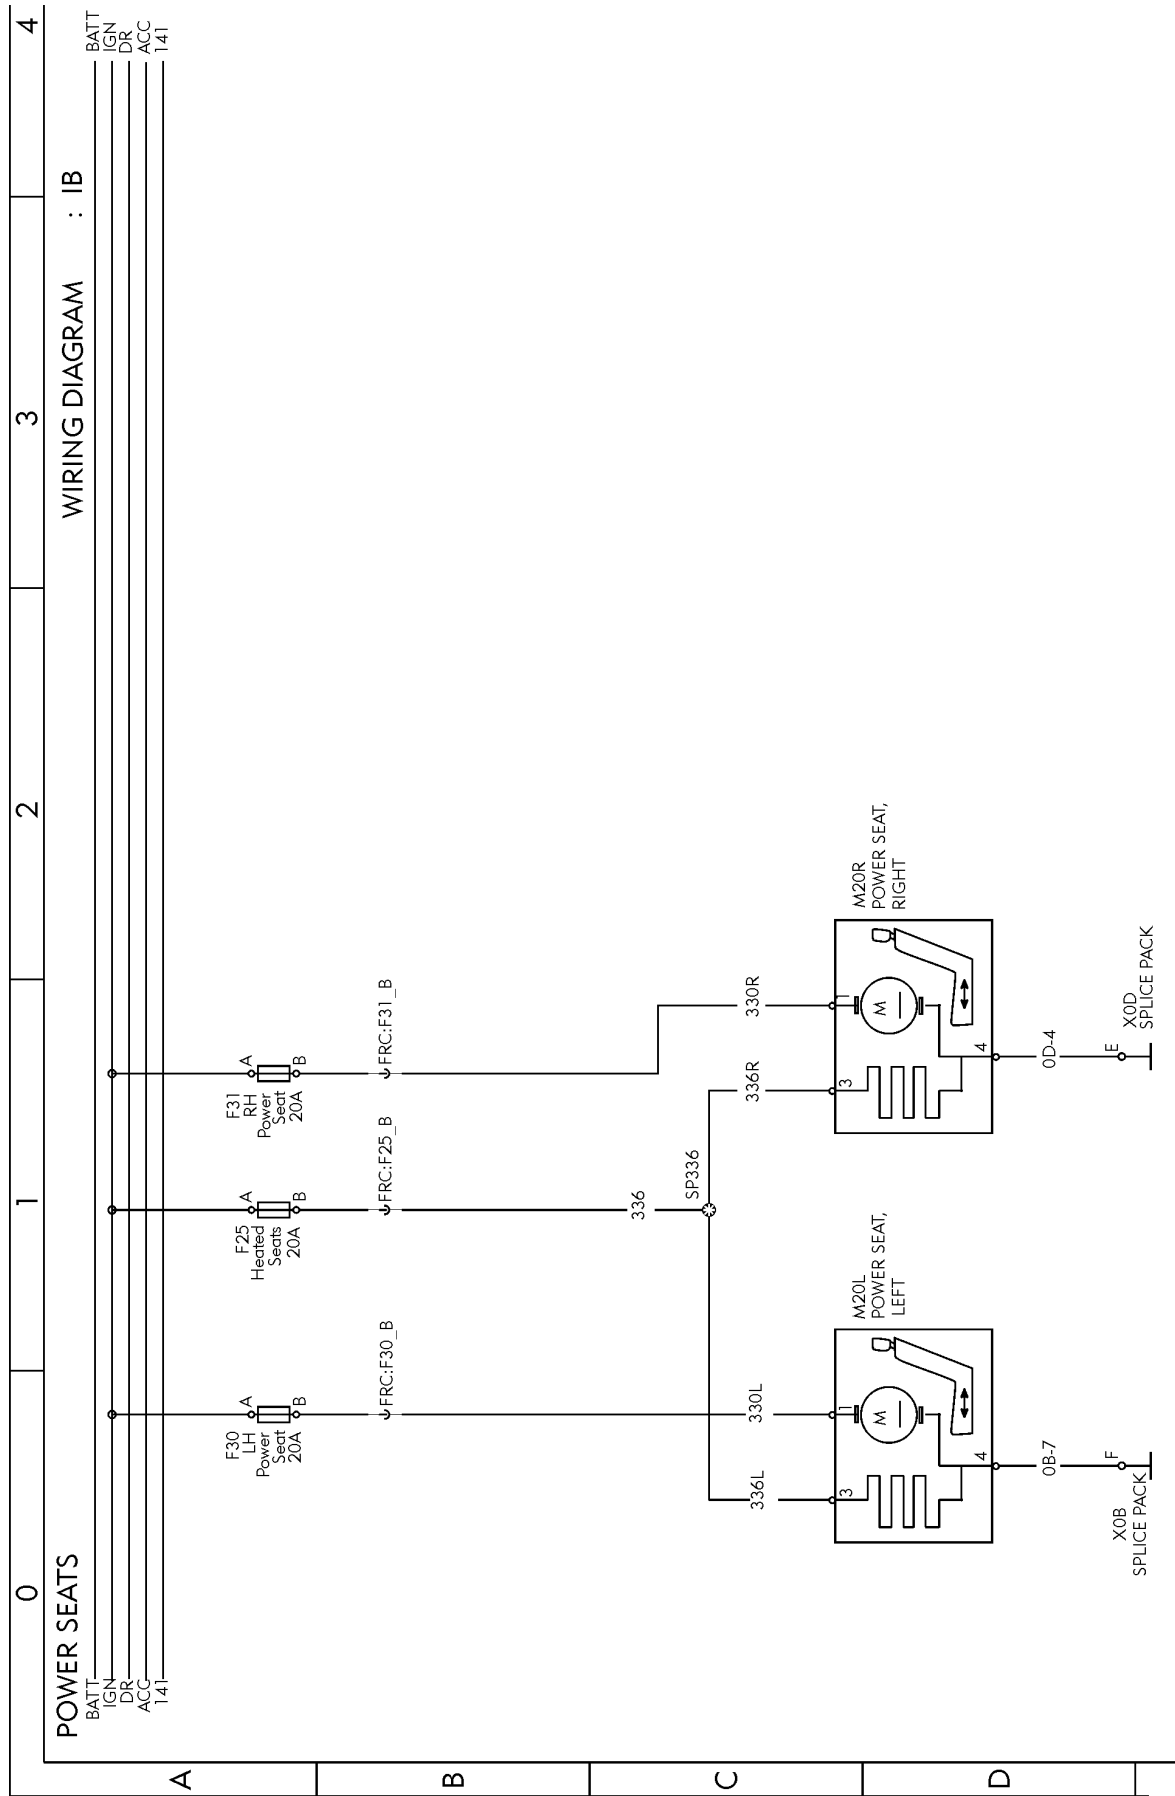 0
1
2
3
4
POWER SEATS
WIRING DIAGRAM : IB
BATT
IGN
DR
ACC
141
BATT
IGN
DR
ACC
141
A
B
C
D
F30
LH
Power
Seat
20A
A
B
F25
Heated
Seats
20A
A
B
F31
RH
Power
Seat
20A
A
B
FRC:F30_B
FRC:F25_B
FRC:F31_B
336
SP336
336L
330L
336R
330R
M20L
POWER SEAT,
LEFT
3
1
M
4
M20R
POWER SEAT,
RIGHT
3
1
M
4
0B-7
F
X0B
SPLICE PACK
0D-4
E
X0D
SPLICE PACK